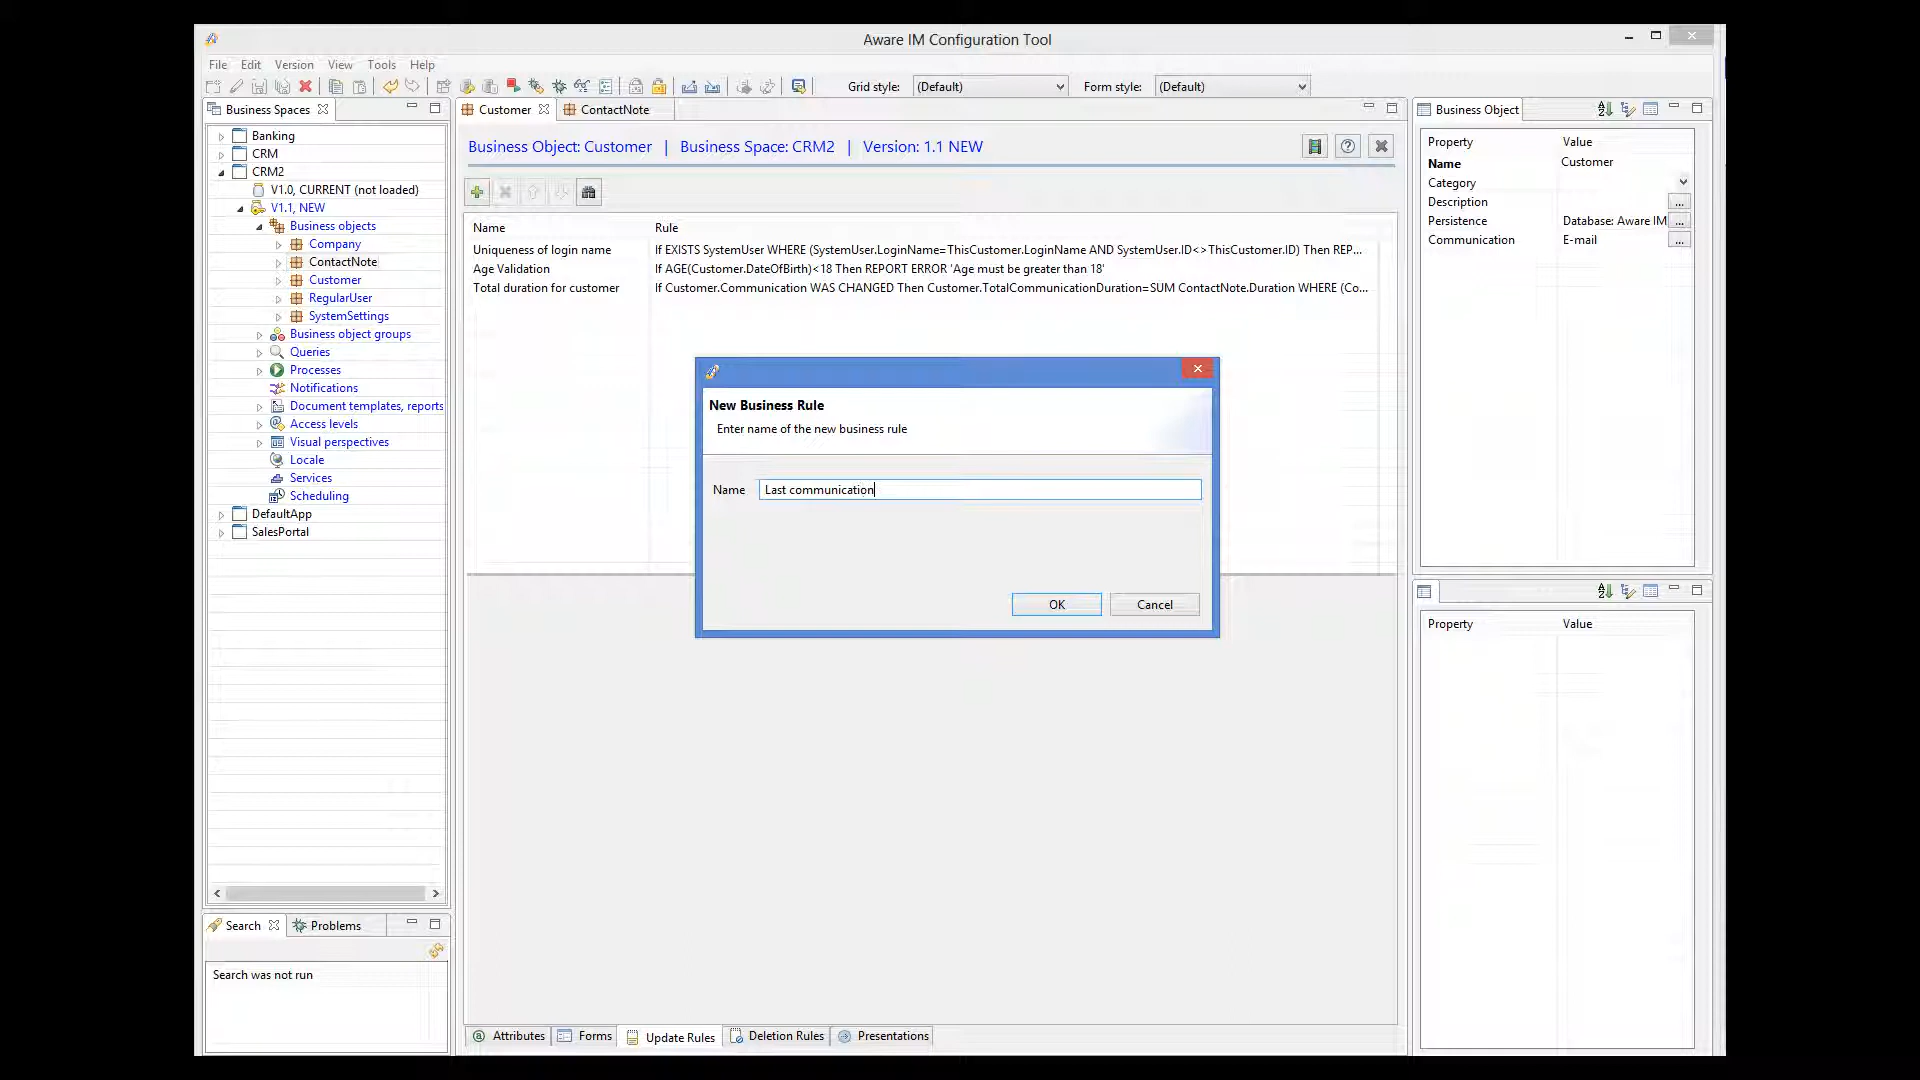 Aware IM Configuration Tool
File Edit Version View Tools Help
Grid style: (Default) Form style: (Default)
Business Spaces
Banking
CRM
CRM2
V1.0, CURRENT (not loaded)
V1.1, NEW
Business objects
Company
ContactNote
Customer
RegularUser
SystemSettings
Business object groups
Queries
Processes
Notifications
Document templates, reports
Access levels
Visual perspectives
Locale
Services
Scheduling
DefaultApp
SalesPortal
Search Problems
Search was not run
Customer ContactNote
Business Object: Customer | Business Space: CRM2 | Version: 1.1 NEW
Name Rule
Uniqueness of login name If EXISTS SystemUser WHERE (SystemUser.LoginName=ThisCustomer.LoginName AND SystemUser.ID<>ThisCustomer.ID) Then REP...
Age Validation If AGE(Customer.DateOfBirth)<18 Then REPORT ERROR 'Age must be greater than 18'
Total duration for customer If Customer.Communication WAS CHANGED Then Customer.TotalCommunicationDuration=SUM ContactNote.Duration WHERE (Co...
New Business Rule
Enter name of the new business rule
Name Last communication
OK Cancel
Attributes Forms Update Rules Deletion Rules Presentations
Business Object
Property Value
Name Customer
Category
Description ...
Persistence Database: Aware IM ...
Communication E-mail ...
Property Value